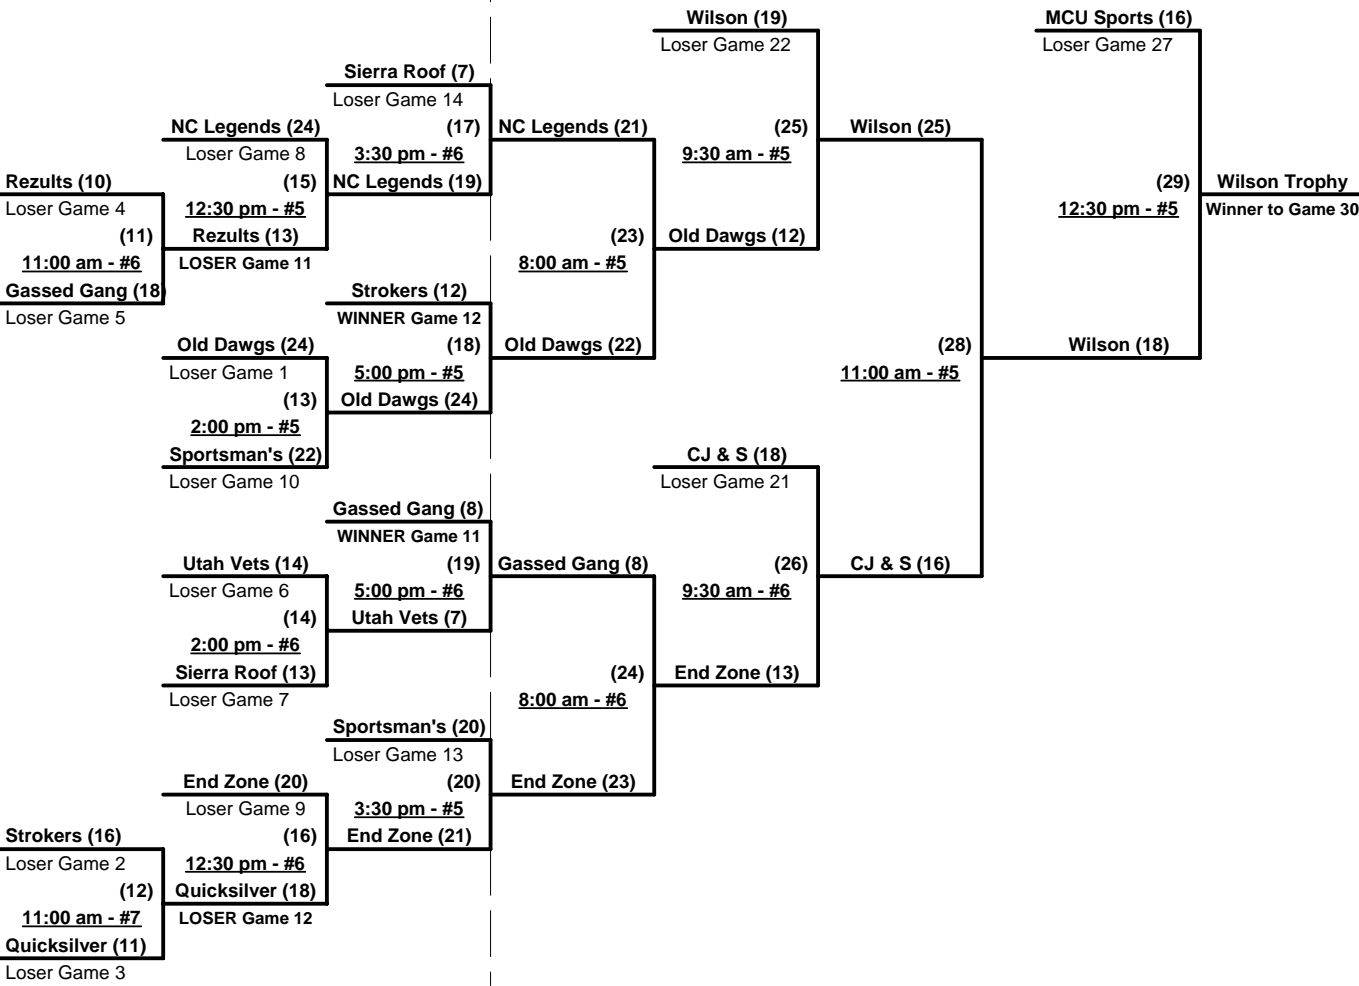 Wilson (19)
Loser Game 22
MCU Sports (16)
Loser Game 27
Sierra Roof (7)
Loser Game 14
NC Legends (24)
Loser Game 8
(17)
3:30 pm - #6
NC Legends (21)
(25)
9:30 am - #5
Wilson (25)
Rezults (10)
Loser Game 4
(15)
12:30 pm - #5
NC Legends (19)
(29)
12:30 pm - #5
Wilson Trophy
Winner to Game 30
(11)
11:00 am - #6
Rezults (13)
LOSER Game 11
(23)
8:00 am - #5
Old Dawgs (12)
Gassed Gang (18)
Loser Game 5
Strokers (12)
WINNER Game 12
Old Dawgs (24)
Loser Game 1
(18)
5:00 pm - #5
Old Dawgs (22)
(28)
11:00 am - #5
Wilson (18)
(13)
2:00 pm - #5
Old Dawgs (24)
Sportsman's (22)
Loser Game 10
CJ & S (18)
Loser Game 21
Gassed Gang (8)
WINNER Game 11
Utah Vets (14)
Loser Game 6
(19)
5:00 pm - #6
Gassed Gang (8)
(26)
9:30 am - #6
CJ & S (16)
(14)
2:00 pm - #6
Utah Vets (7)
Sierra Roof (13)
Loser Game 7
(24)
8:00 am - #6
End Zone (13)
Sportsman's (20)
Loser Game 13
End Zone (20)
Loser Game 9
(20)
3:30 pm - #5
End Zone (23)
Strokers (16)
Loser Game 2
(16)
12:30 pm - #6
End Zone (21)
(12)
11:00 am - #7
Quicksilver (18)
LOSER Game 12
Quicksilver (11)
Loser Game 3